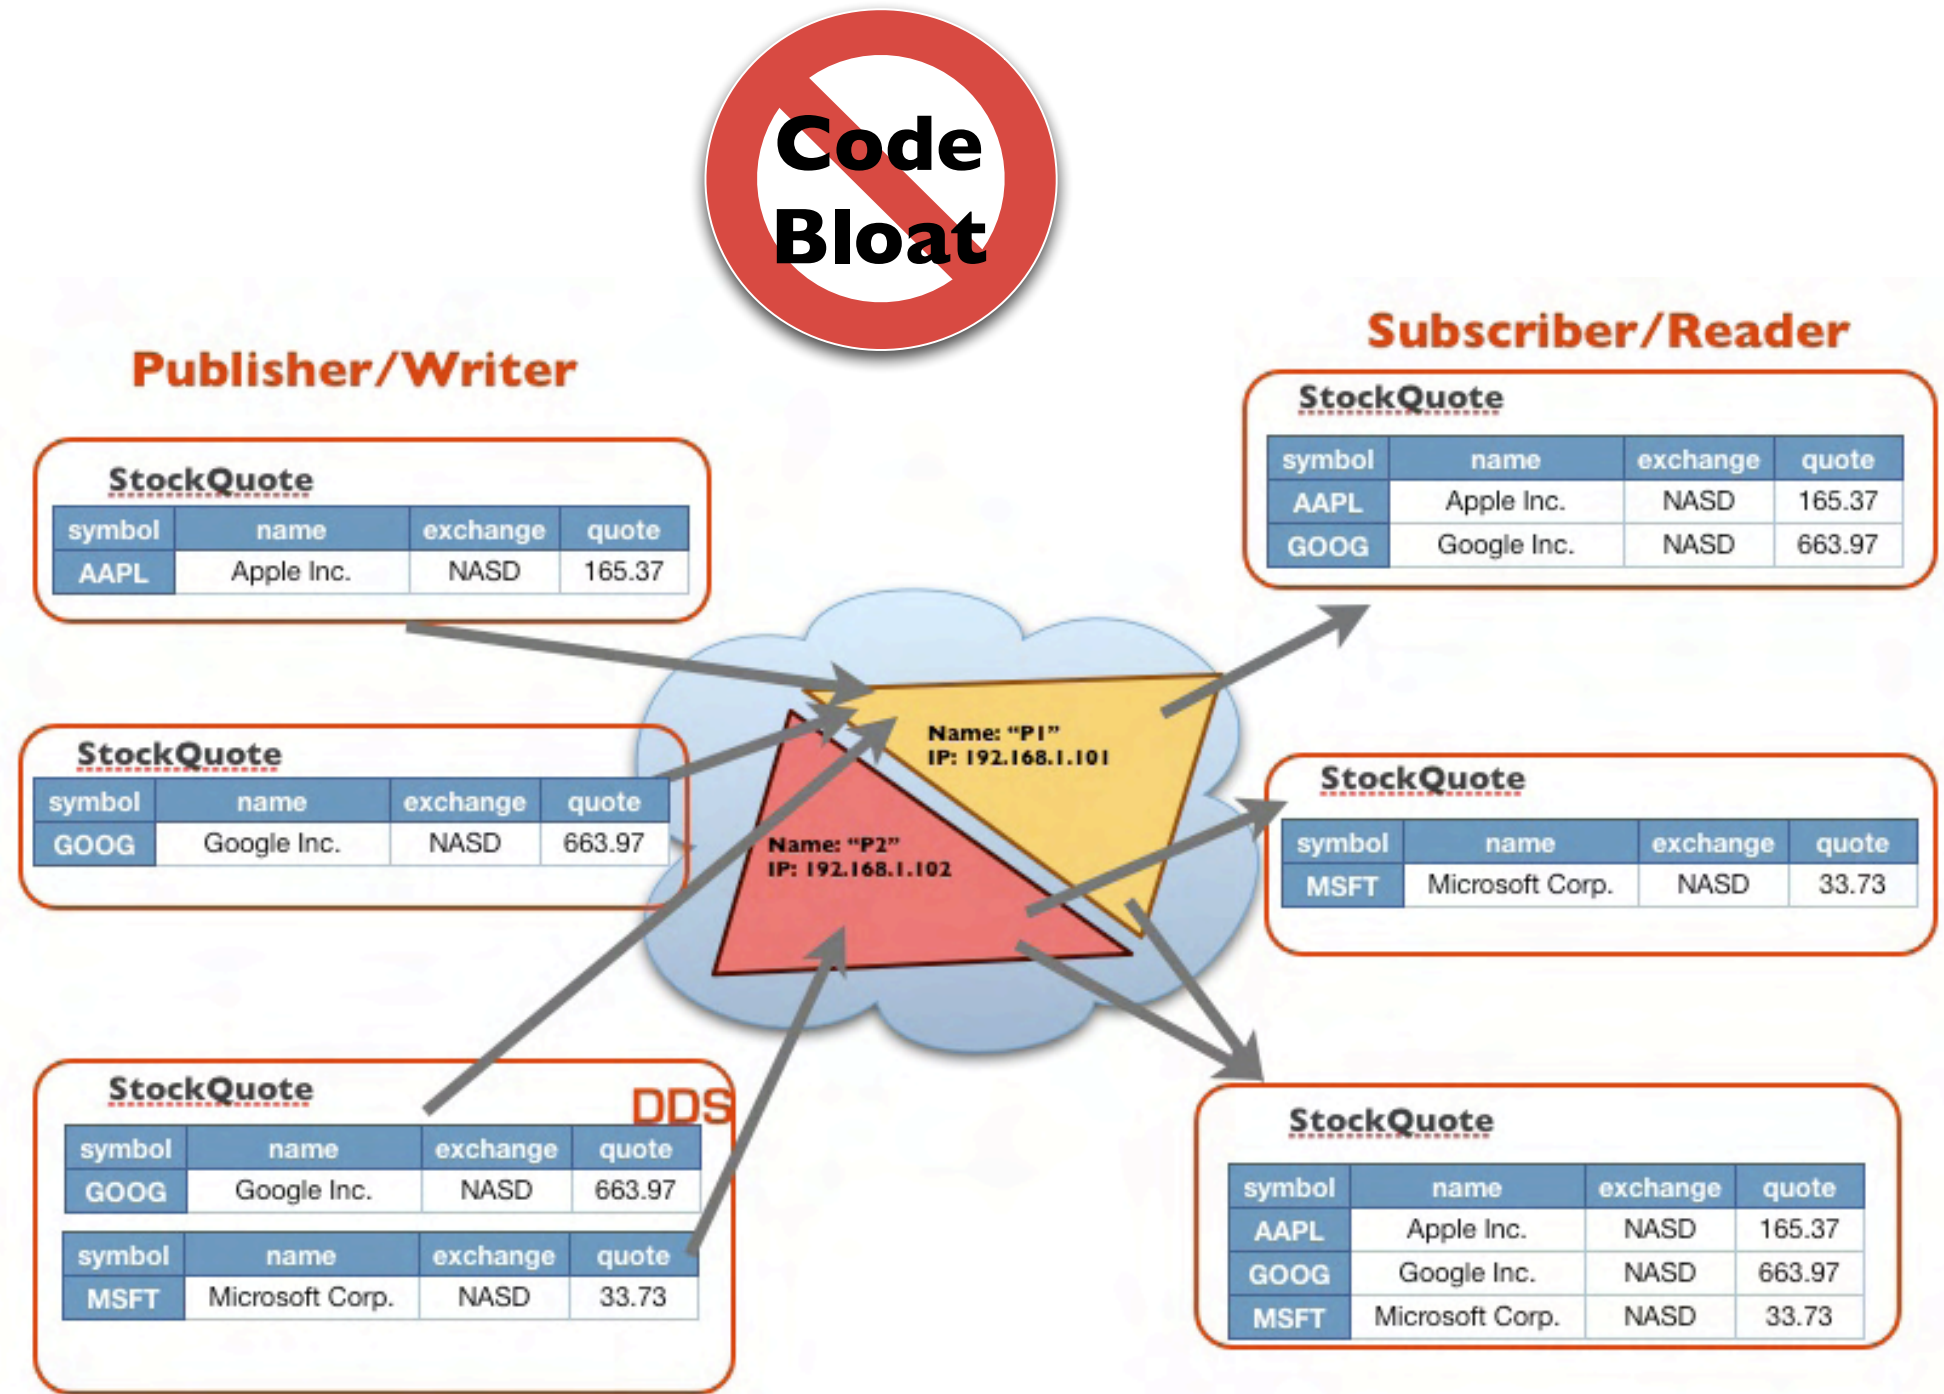 Code
Bloat
Publisher/Writer
StockQuote
symbol name exchange quote
AAPL Apple Inc. NASD 165.37
StockQuote
symbol name exchange quote
GOOG Google Inc. NASD 663.97
StockQuote
DDS
symbol name exchange quote
GOOG Google Inc. NASD 663.97
symbol name exchange quote
MSFT Microsoft Corp. NASD 33.73
Name: “P1”
IP: 192.168.1.101
Name: “P2”
IP: 192.168.1.102
Subscriber/Reader
StockQuote
symbol name exchange quote
AAPL Apple Inc. NASD 165.37
GOOG Google Inc. NASD 663.97
StockQuote
symbol name exchange quote
MSFT Microsoft Corp. NASD 33.73
StockQuote
symbol name exchange quote
AAPL Apple Inc. NASD 165.37
GOOG Google Inc. NASD 663.97
MSFT Microsoft Corp. NASD 33.73